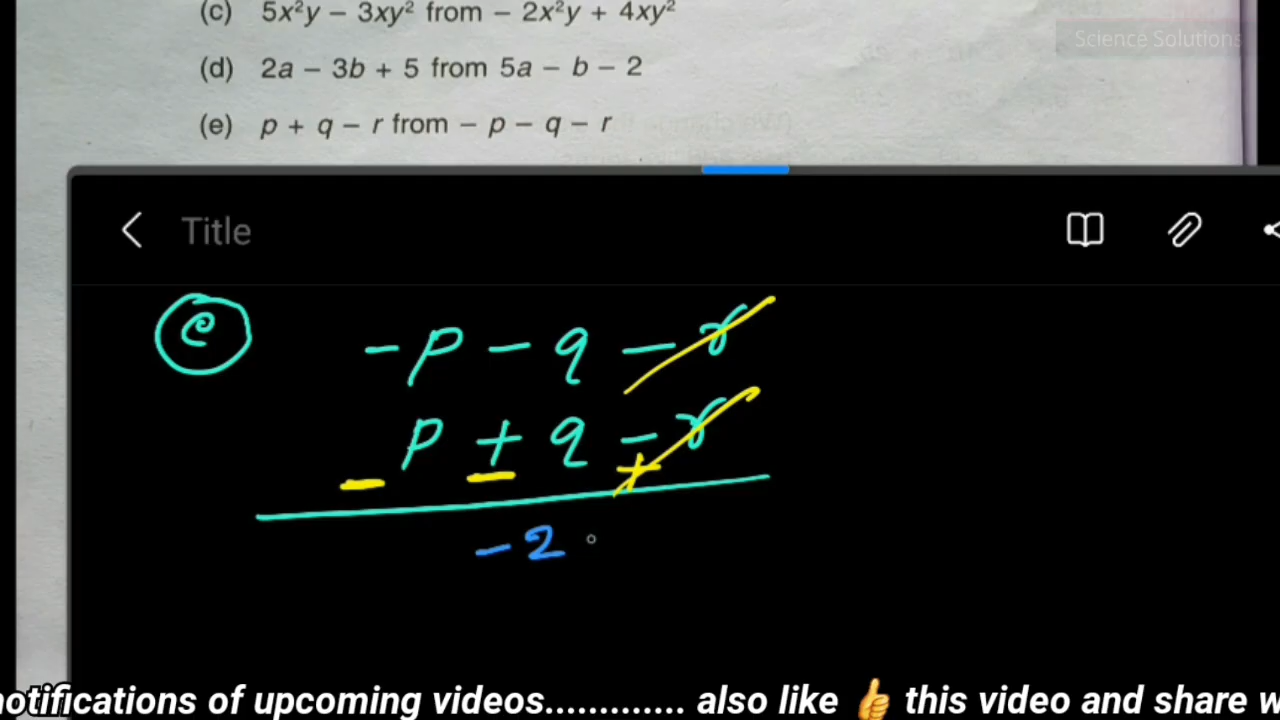 (c) 5x²y – 3xy² from – 2x²y + 4xy²
Science Solutions
(d) 2a – 3b + 5 from 5a – b – 2
(e) p + q – r from – p – q – r
Title
e
-p - q - r
p + q - r
- - +
- 2
notifications of upcoming videos............. also like 👍 this video and share w